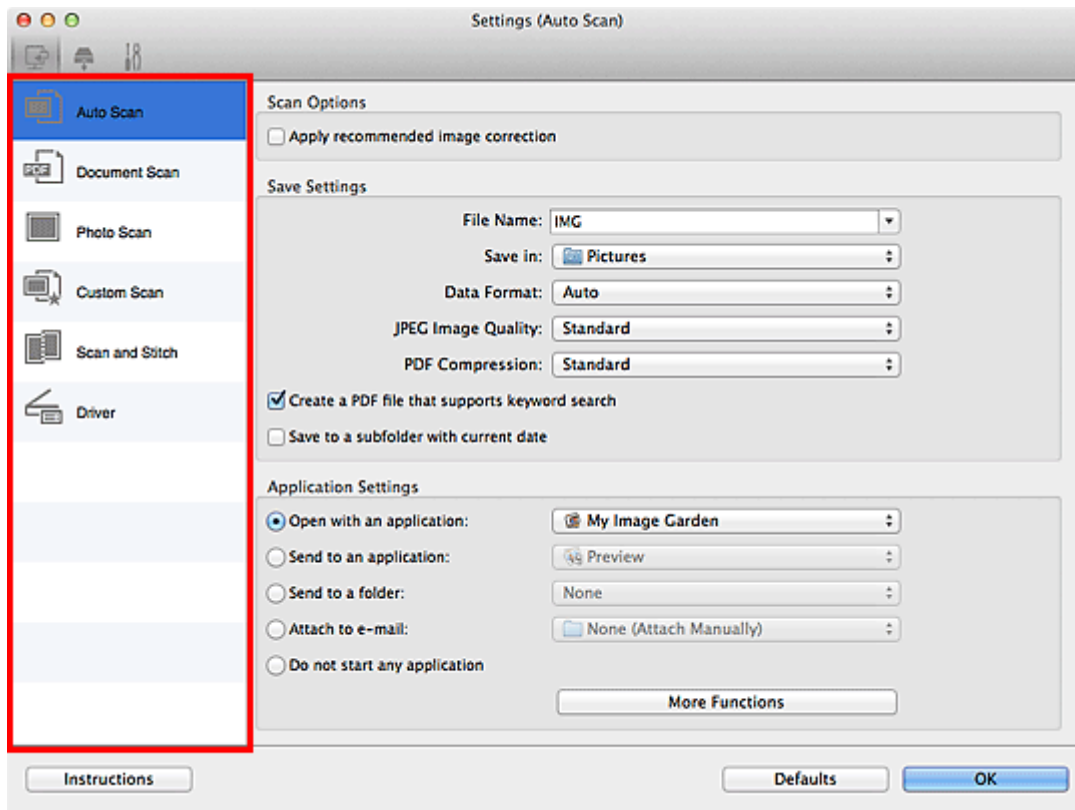 Settings (Auto Scan)
Auto Scan
PDF
Document Scan
Photo Scan
Custom Scan
Scan and Stitch
Driver
Scan Options
Apply recommended image correction
Save Settings
File Name: IMG
Save in: Pictures
Data Format: Auto
JPEG Image Quality: Standard
PDF Compression: Standard
Create a PDF file that supports keyword search
Save to a subfolder with current date
Application Settings
Open with an application: My Image Garden
Send to an application: Preview
Send to a folder: None
Attach to e-mail: None (Attach Manually)
Do not start any application
More Functions
Instructions Defaults OK